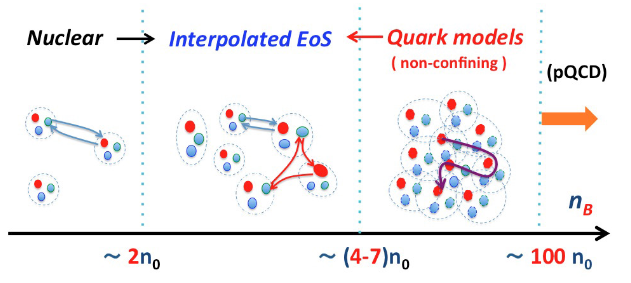 Nuclear
Interpolated EoS
Quark models
( non-confining )
(pQCD)
n_B
~ 2n₀
~ (4-7)n₀
~ 100 n₀